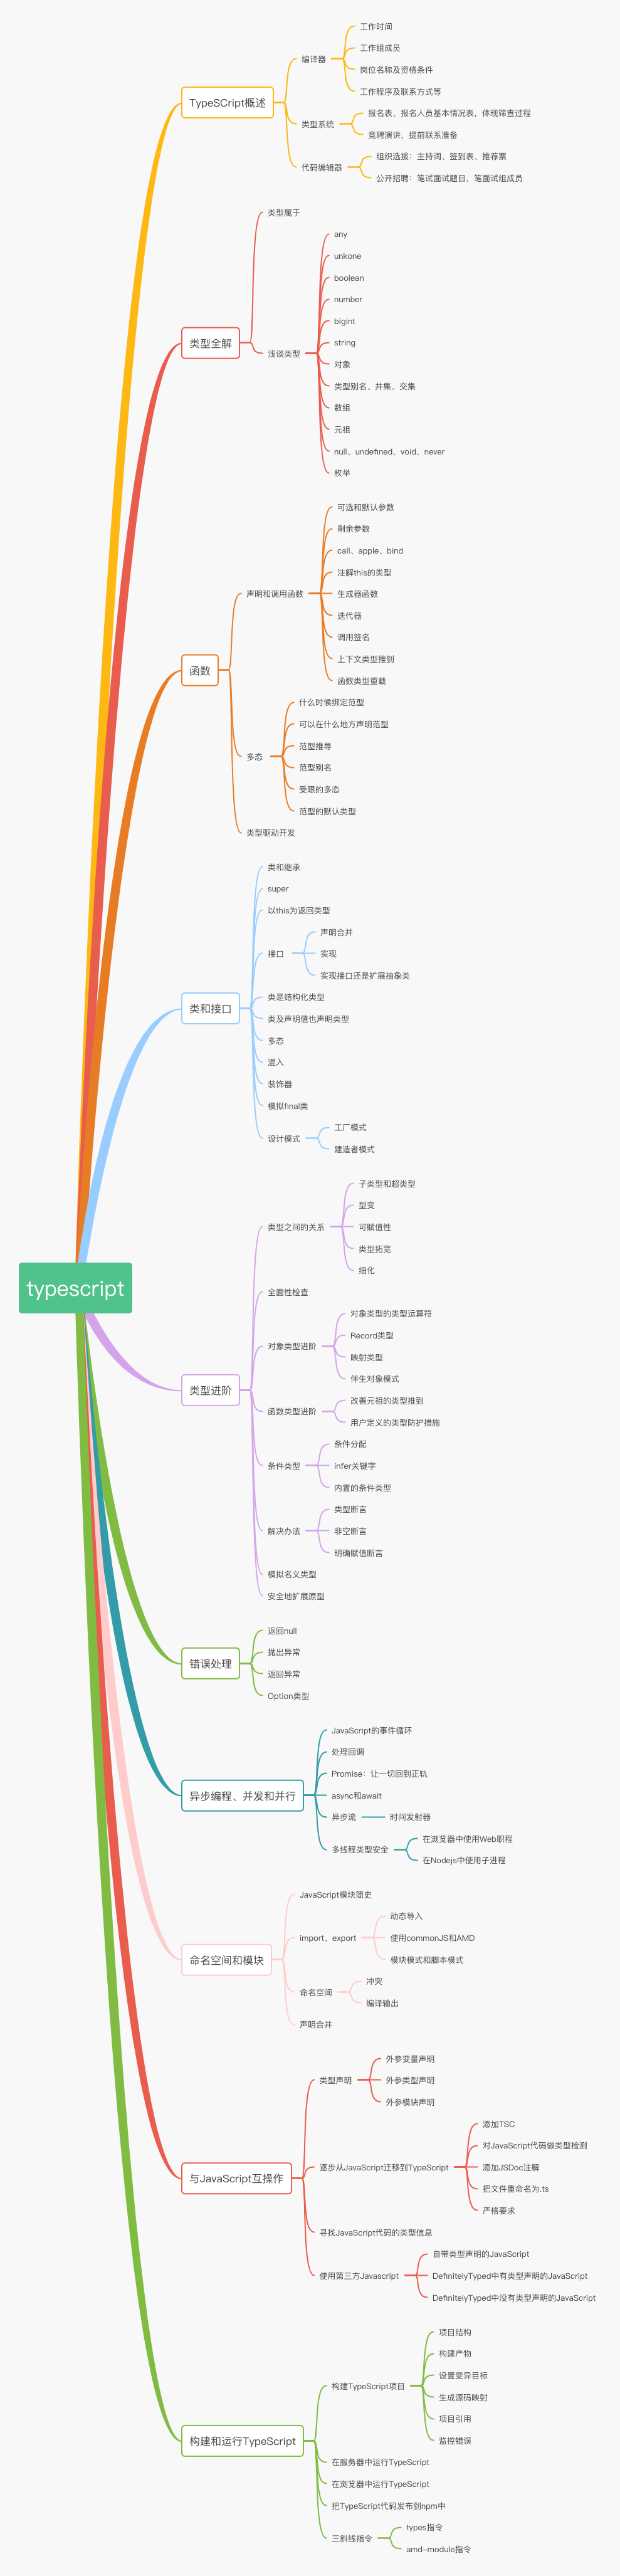 typescript
TypeSCript概述
编译器
工作时间
工作组成员
岗位名称及资格条件
工作程序及联系方式等
类型系统
报名表、报名人员基本情况表，体现筛查过程
竞聘演讲，提前联系准备
代码编辑器
组织选拔：主持词、签到表、推荐票
公开招聘：笔试面试题目，笔面试组成员
类型全解
类型属于
浅谈类型
any
unkone
boolean
number
bigint
string
对象
类型别名、并集、交集
数组
元祖
null、undefined、void、never
枚举
函数
声明和调用函数
可选和默认参数
剩余参数
call、apple、bind
注解this的类型
生成器函数
迭代器
调用签名
上下文类型推到
函数类型重载
多态
什么时候绑定范型
可以在什么地方声明范型
范型推导
范型别名
受限的多态
范型的默认类型
类型驱动开发
类和接口
类和继承
super
以this为返回类型
接口
声明合并
实现
实现接口还是扩展抽象类
类是结构化类型
类及声明值也声明类型
多态
混入
装饰器
模拟final类
设计模式
工厂模式
建造者模式
类型进阶
类型之间的关系
子类型和超类型
型变
可赋值性
类型拓宽
细化
全面性检查
对象类型进阶
对象类型的类型运算符
Record类型
映射类型
伴生对象模式
函数类型进阶
改善元祖的类型推到
用户定义的类型防护措施
条件类型
条件分配
infer关键字
内置的条件类型
解决办法
类型断言
非空断言
明确赋值断言
模拟名义类型
安全地扩展原型
错误处理
返回null
抛出异常
返回异常
Option类型
异步编程、并发和并行
JavaScript的事件循环
处理回调
Promise：让一切回到正轨
async和await
异步流
时间发射器
多线程类型安全
在浏览器中使用Web职程
在Nodejs中使用子进程
命名空间和模块
JavaScript模块简史
import、export
动态导入
使用commonJS和AMD
模块模式和脚本模式
命名空间
冲突
编译输出
声明合并
与JavaScript互操作
类型声明
外参变量声明
外参类型声明
外参模块声明
逐步从JavaScript迁移到TypeScript
添加TSC
对JavaScript代码做类型检测
添加JSDoc注解
把文件重命名为.ts
严格要求
寻找JavaScript代码的类型信息
使用第三方Javascript
自带类型声明的JavaScript
DefinitelyTyped中有类型声明的JavaScript
DefinitelyTyped中没有类型声明的JavaScript
构建和运行TypeScript
构建TypeScript项目
项目结构
构建产物
设置变异目标
生成源码映射
项目引用
监控错误
在服务器中运行TypeScript
在浏览器中运行TypeScript
把TypeScript代码发布到npm中
三斜线指令
types指令
amd-module指令